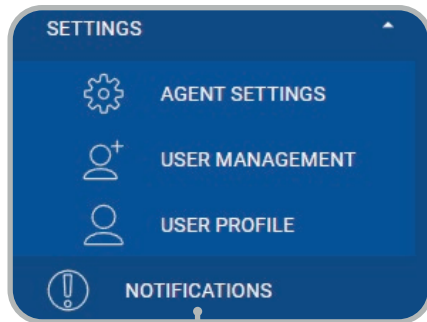 SETTINGS
AGENT SETTINGS
USER MANAGEMENT
USER PROFILE
NOTIFICATIONS